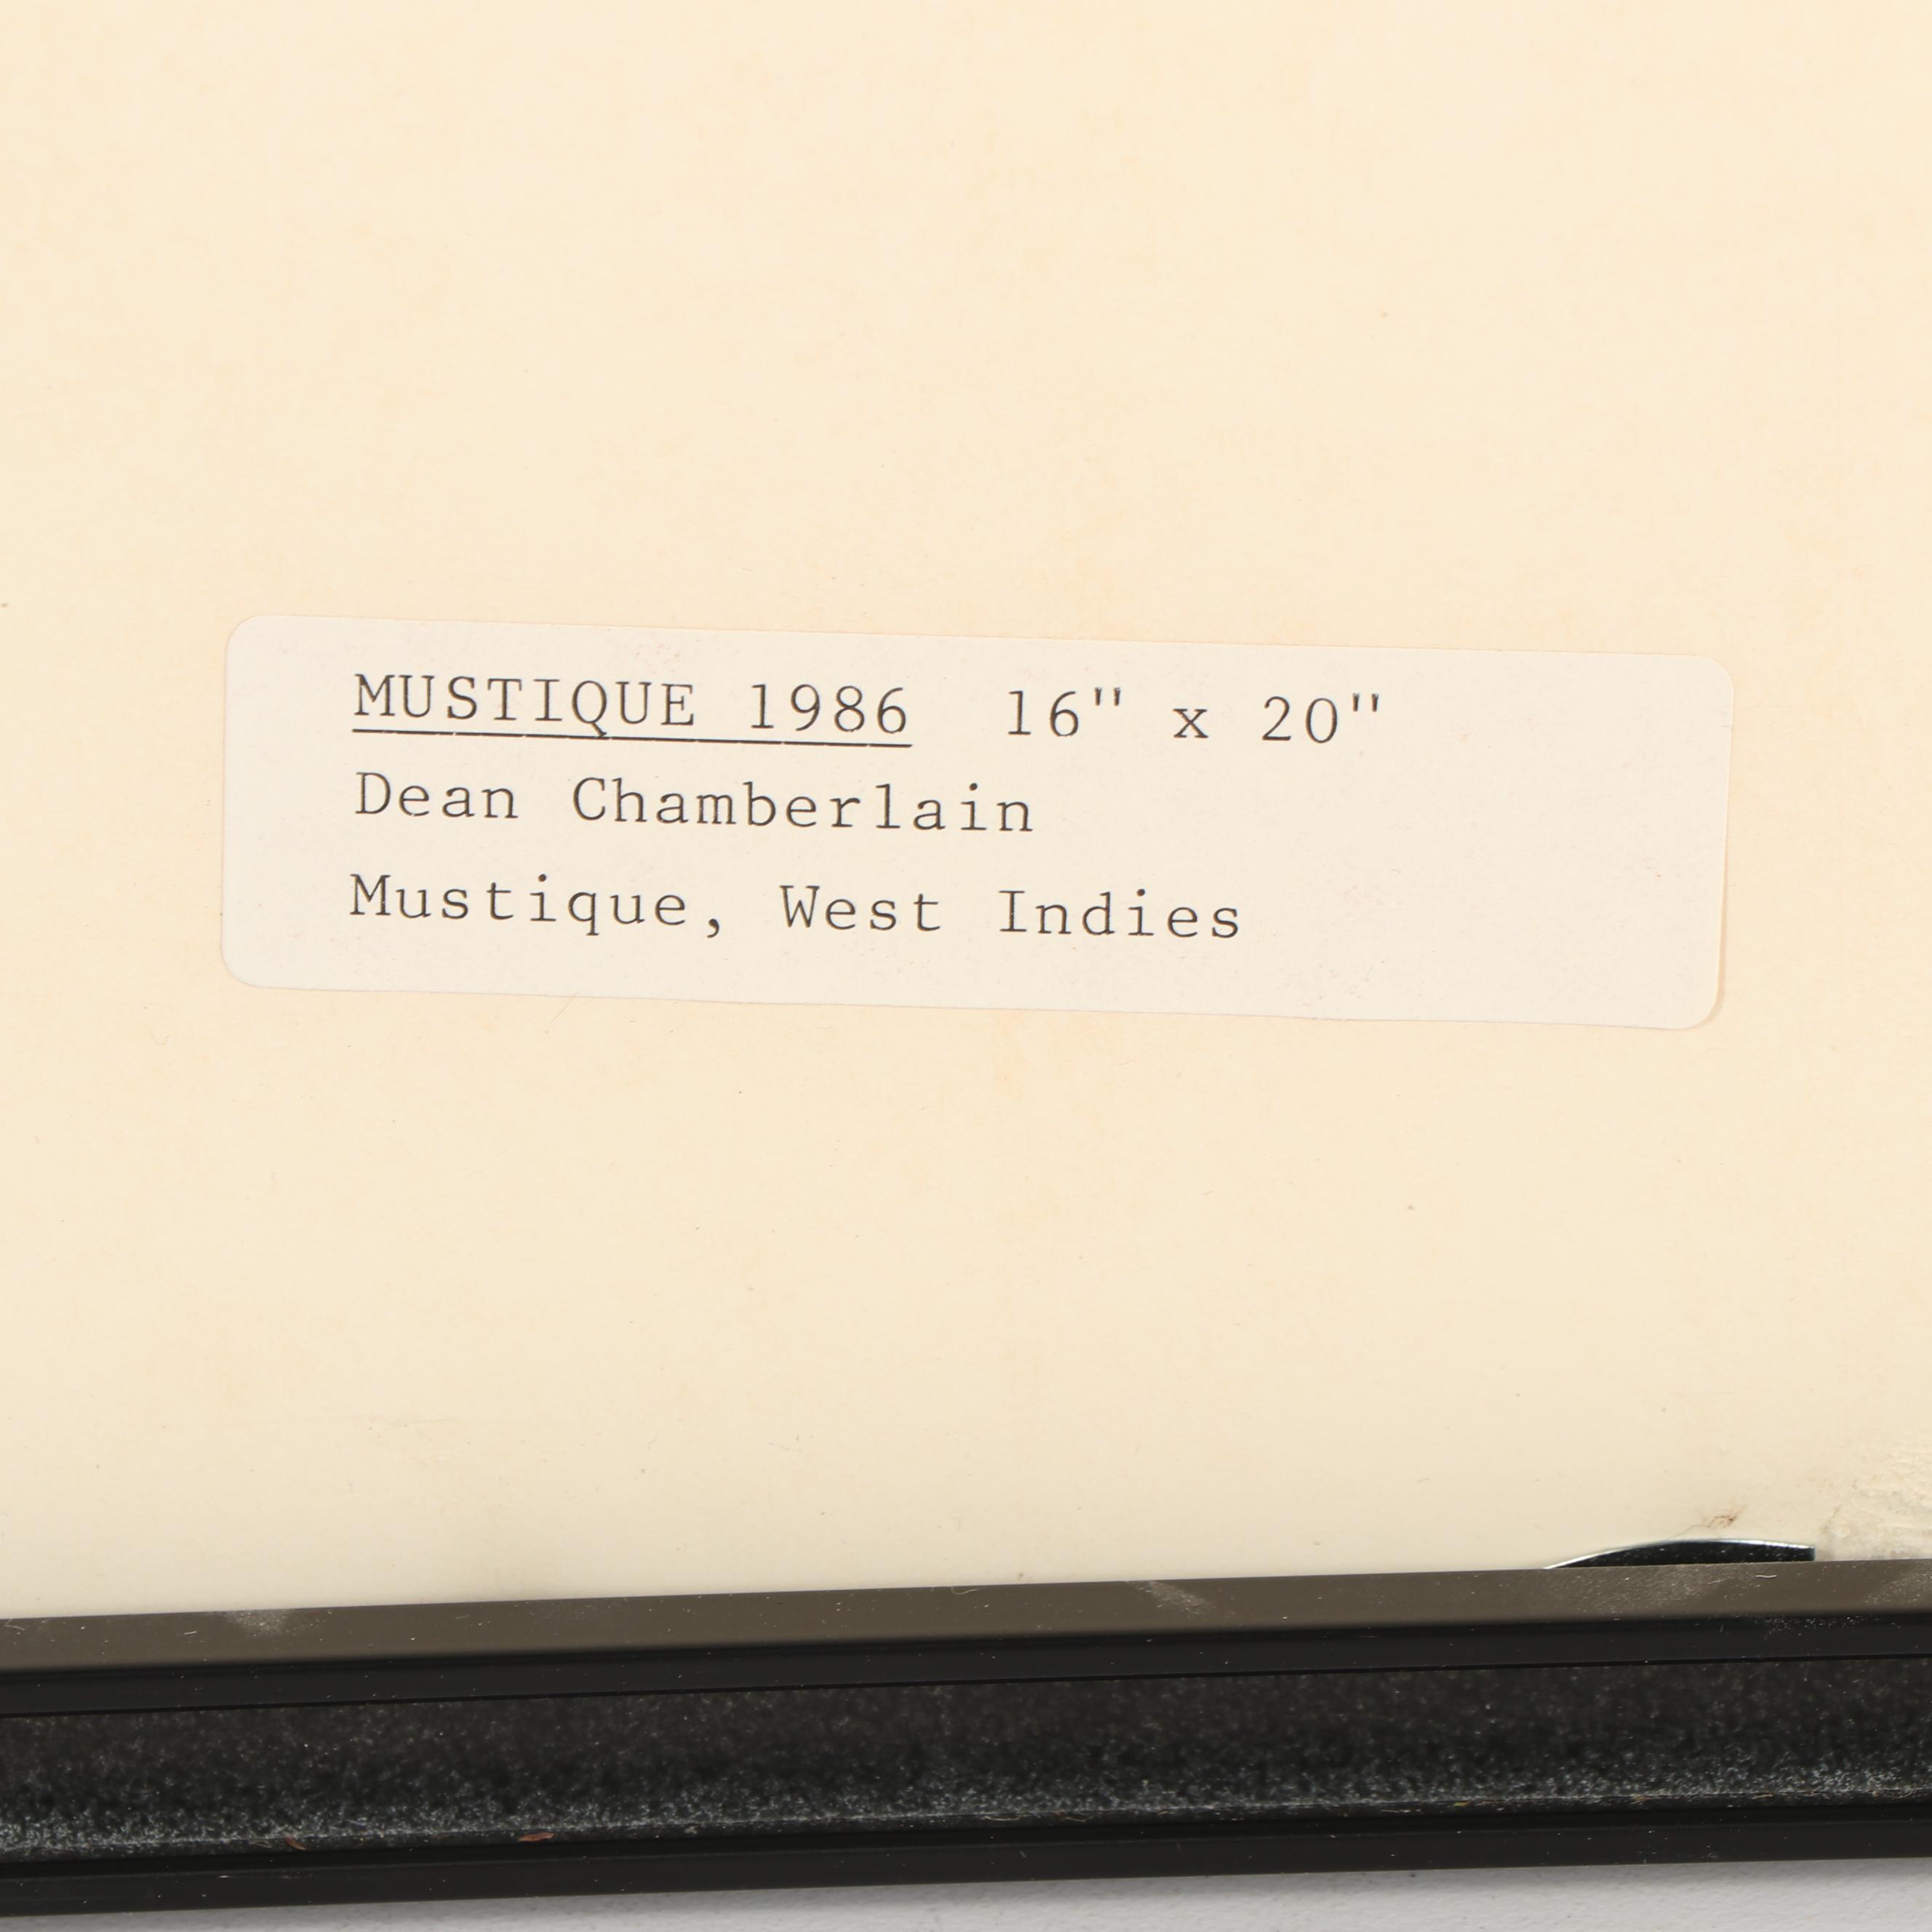 MUSTIQUE 1986  16" x 20"
Dean Chamberlain
Mustique, West Indies